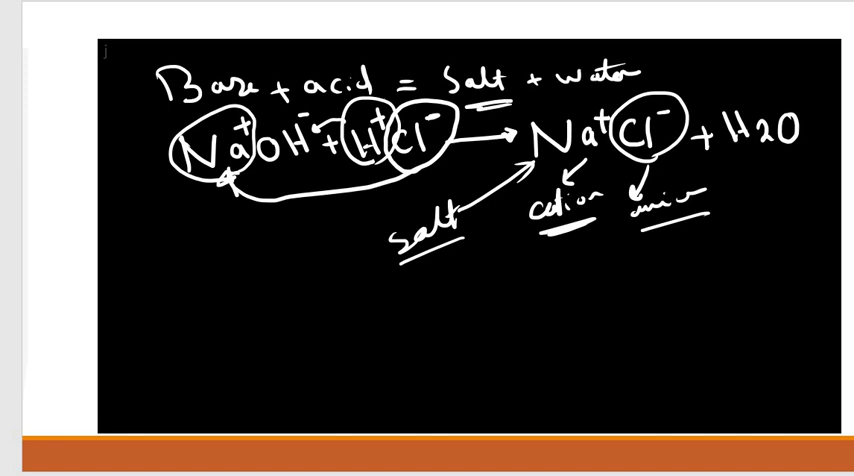 j
Base + acid = Salt + water
Na⁺OH⁻ + H⁺Cl⁻ → Na⁺Cl⁻ + H2O
salt cation anion